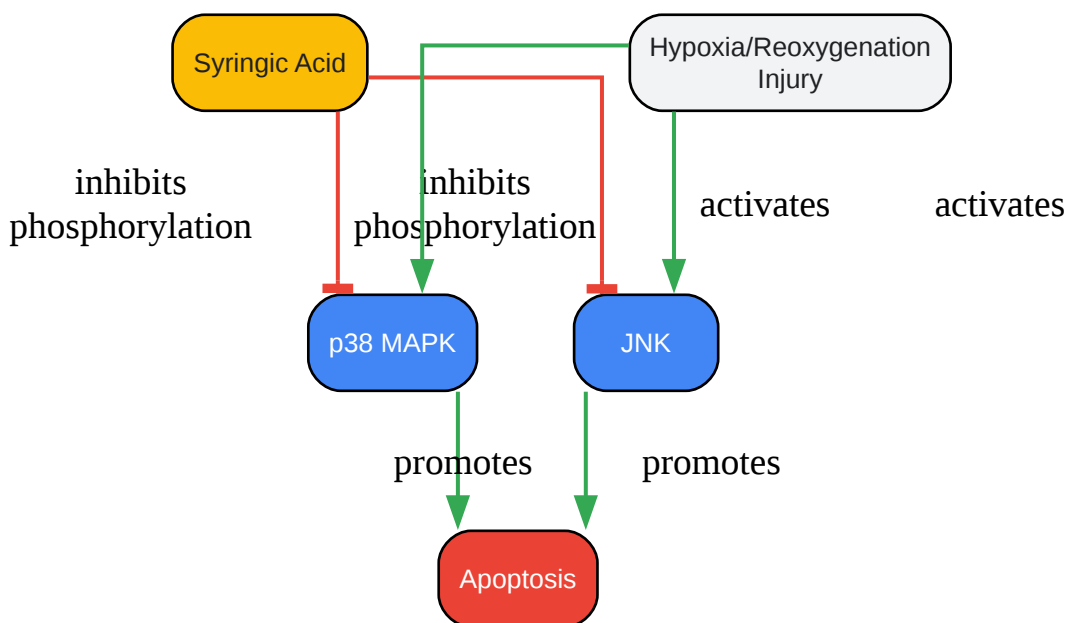 Syringic Acid
Hypoxia/Reoxygenation
Injury
inhibits
phosphorylation
inhibits
phosphorylation
activates
activates
p38 MAPK
JNK
promotes
promotes
Apoptosis